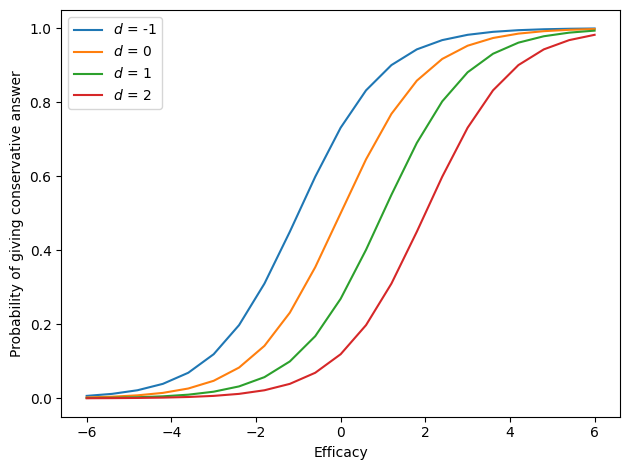 d = -1
d = 0
d = 1
d = 2
1.0
0.8
0.6
0.4
0.2
0.0
Probability of giving conservative answer
−6 −4 −2 0 2 4 6
Efficacy